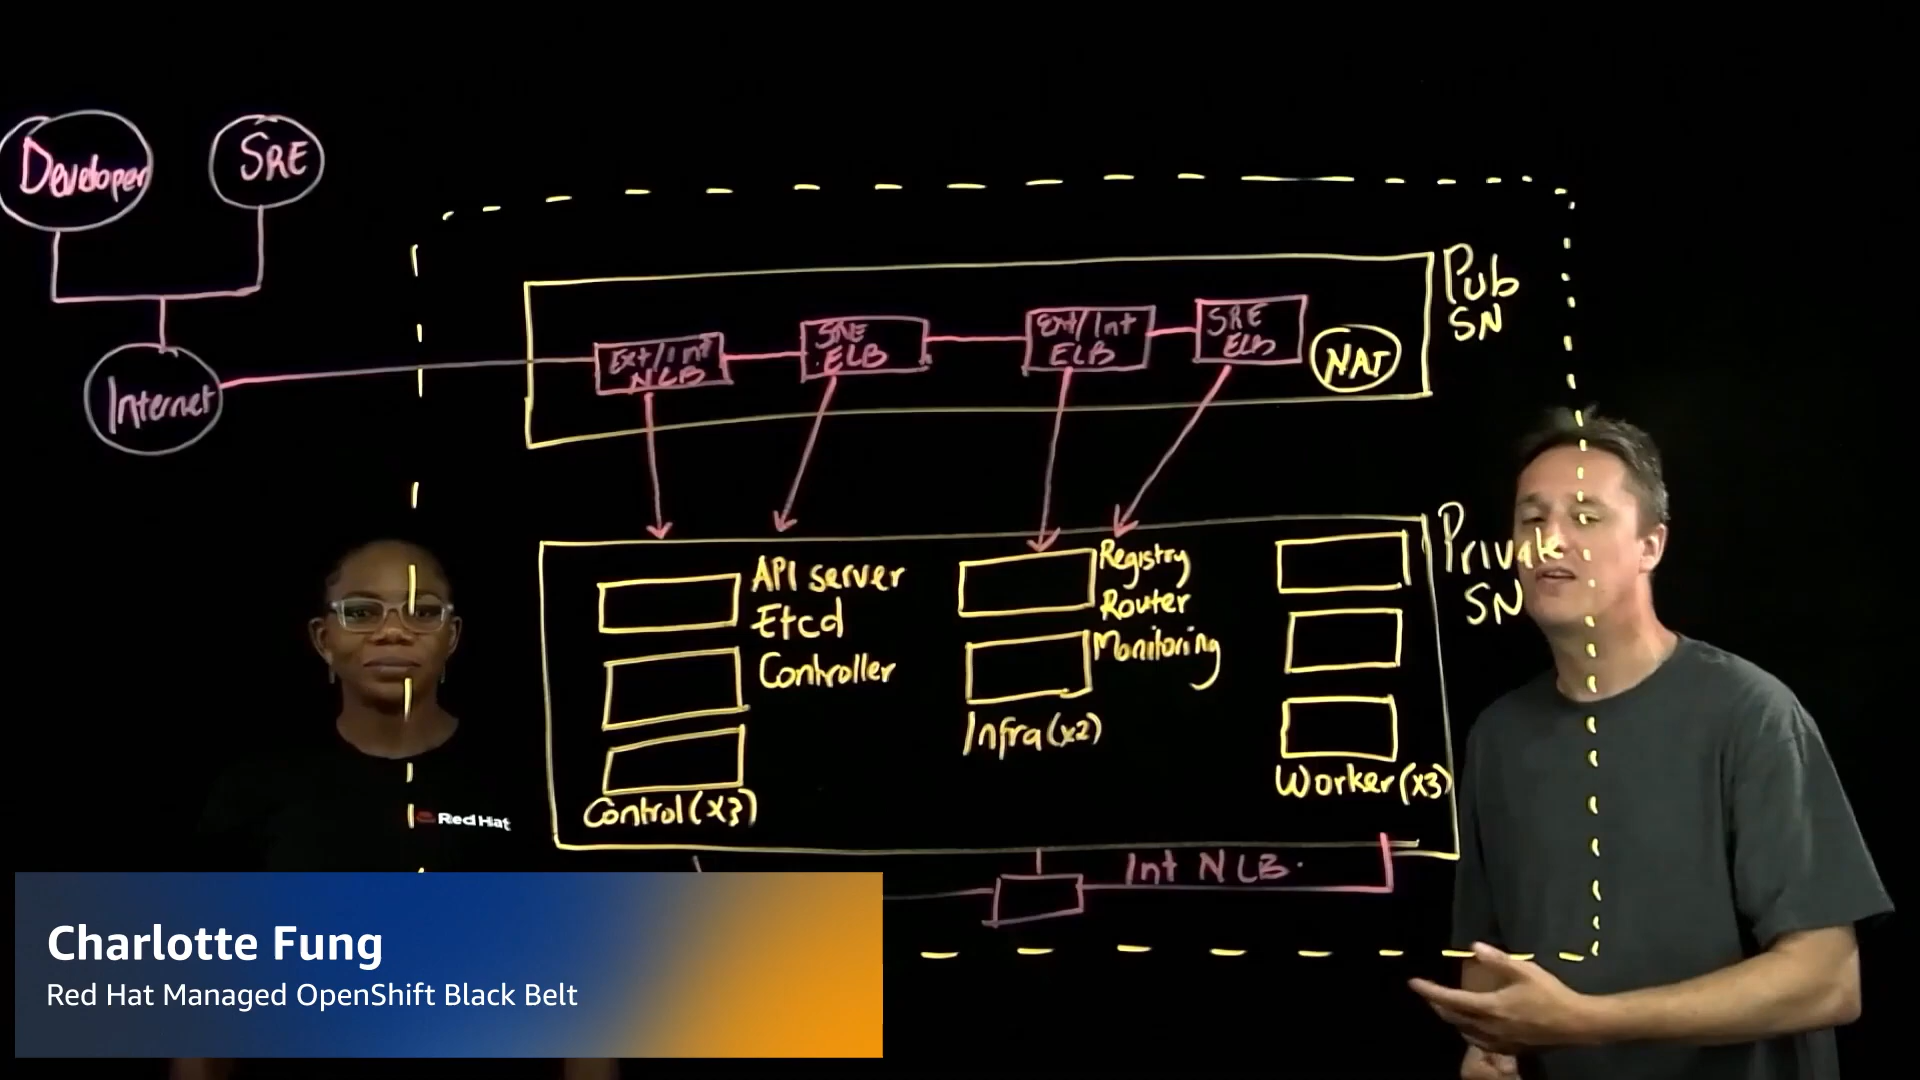 Developer
SRE
Internet
Pub
SN
Ext/Int
NLB
SRE
ELB
Ext/Int
ELB
SRE
ELB
NAT
Private
SN
API server
Etcd
Controller
Control (x3)
Registry
Router
Monitoring
Infra (x2)
Worker (x3)
Int NLB
Red Hat
Charlotte Fung
Red Hat Managed OpenShift Black Belt